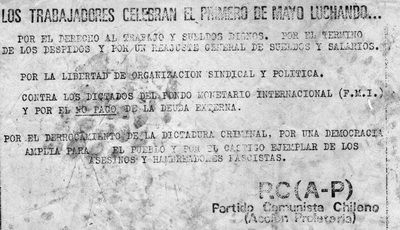 LOS TRABAJADORES CELEBRAN EL PRIMERO DE MAYO LUCHANDO...
POR EL DERECHO AL TRABAJO Y SUELDOS DIGNOS. POR EL TERMINO
DE LOS DESPIDOS Y POR UN REAJUSTE GENERAL DE SUELDOS Y SALARIOS.
POR LA LIBERTAD DE ORGANIZACION SINDICAL Y POLITICA.
CONTRA LOS DICTADOS DEL FONDO MONETARIO INTERNACIONAL (F.M.I.)
Y POR EL NO PAGO DE LA DEUDA EXTERNA.
POR EL DERROCAMIENTO DE LA DICTADURA CRIMINAL, POR UNA DEMOCRACIA
AMPLIA PARA EL PUEBLO Y POR EL CASTIGO EJEMPLAR DE LOS
ASESINOS Y HAMBREADORES FASCISTAS.
PC(A-P)
Partido Comunista Chileno
(Acción Proletaria)